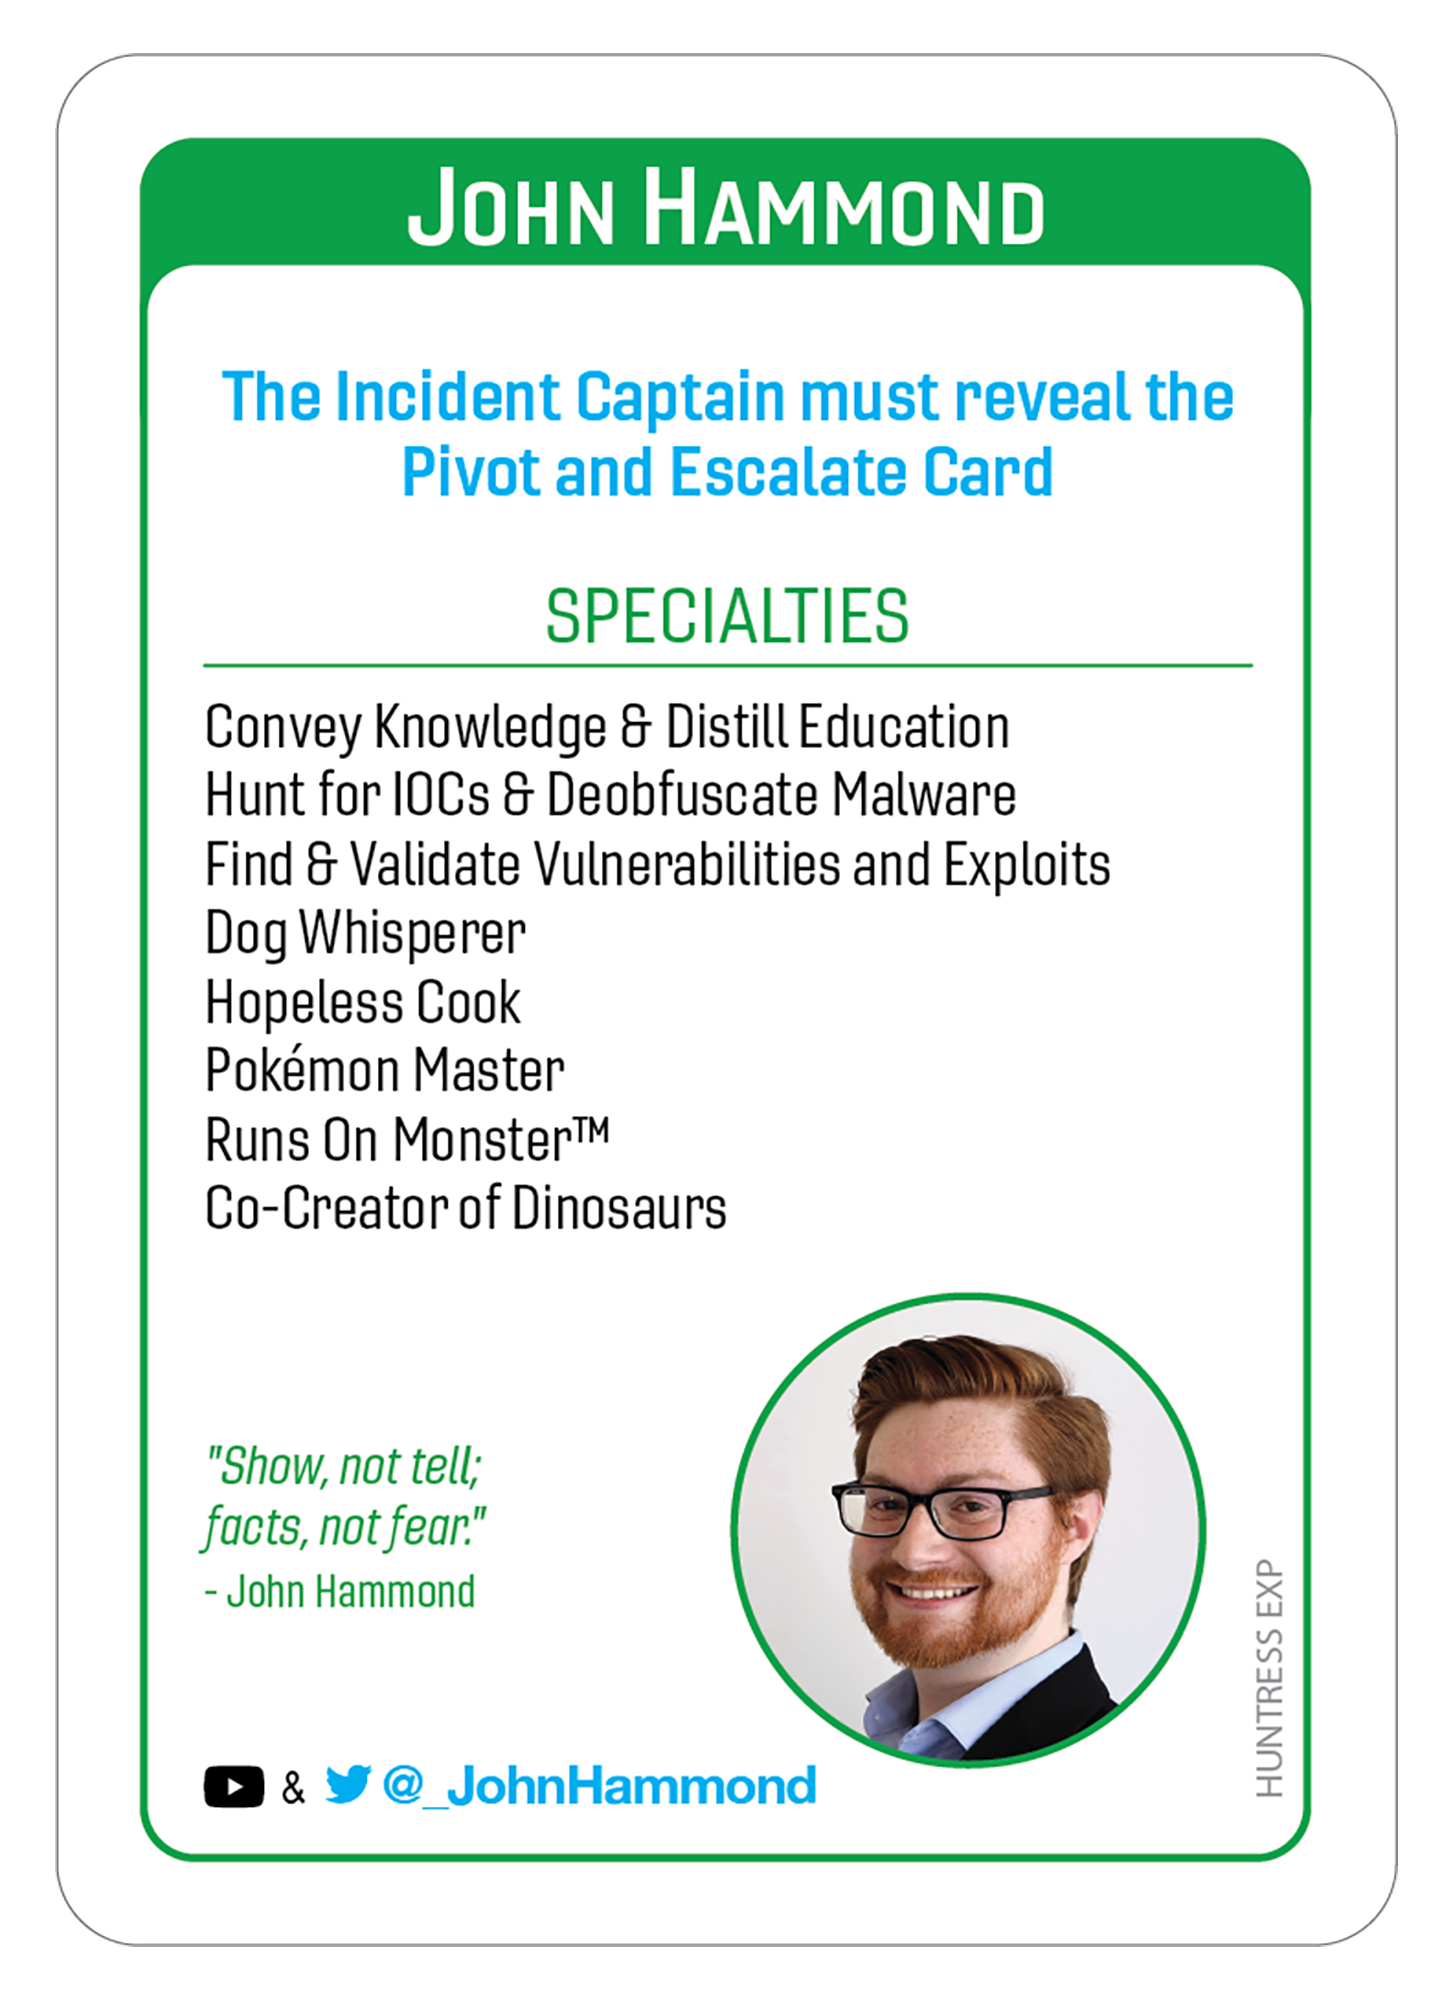 JOHN HAMMOND
The Incident Captain must reveal the
Pivot and Escalate Card
SPECIALTIES
Convey Knowledge & Distill Education
Hunt for IOCs & Deobfuscate Malware
Find & Validate Vulnerabilities and Exploits
Dog Whisperer
Hopeless Cook
Pokémon Master
Runs On Monster™
Co-Creator of Dinosaurs
"Show, not tell;
facts, not fear."
- John Hammond
& @_JohnHammond
HUNTRESS EXP